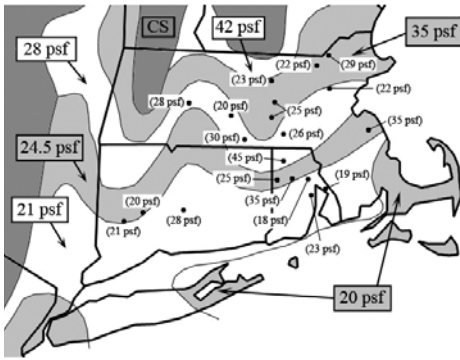 CS
42 psf
35 psf
28 psf
(22 psf)
(29 psf)
(23 psf)
(22 psf)
(28 psf)
(20 psf)
(25 psf)
(35 psf)
(30 psf)
(26 psf)
24.5 psf
(45 psf)
(25 psf)
(19 psf)
(20 psf)
(35 psf)
21 psf
(21 psf)
(28 psf)
(18 psf)
(23 psf)
20 psf